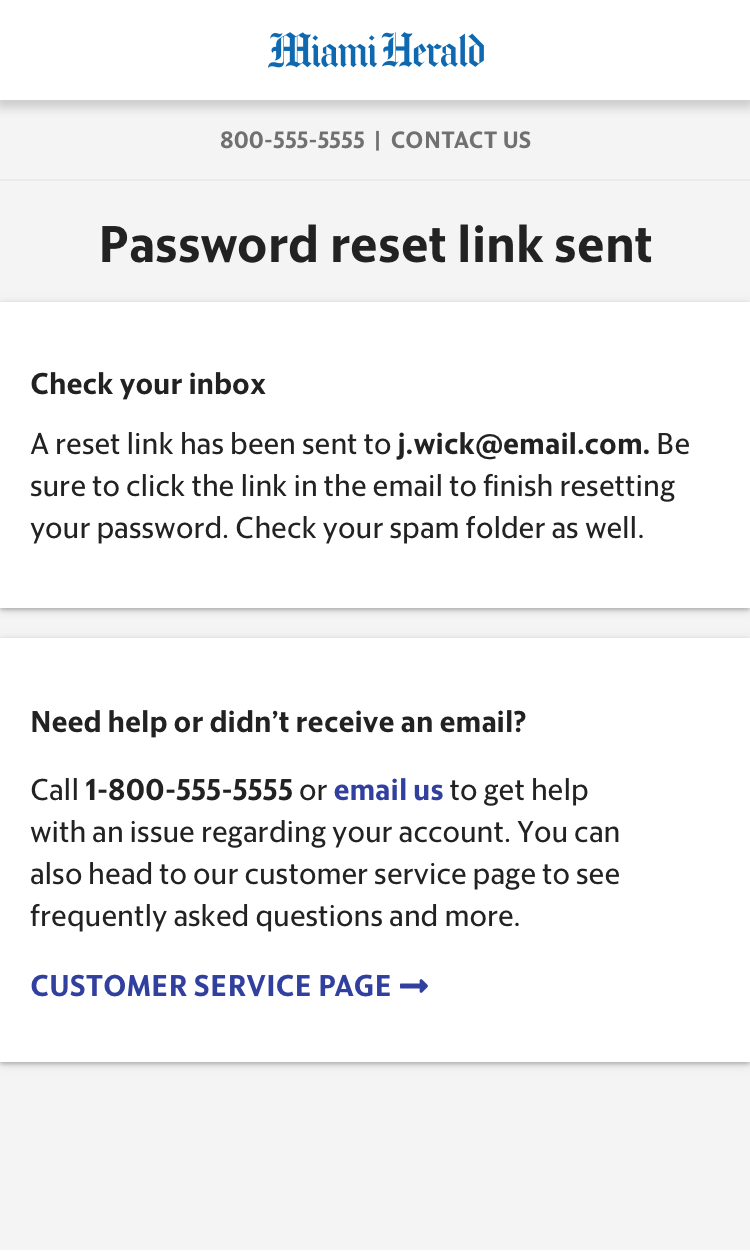 Miami Herald
800-555-5555 | CONTACT US
Password reset link sent
Check your inbox
A reset link has been sent to j.wick@email.com. Be
sure to click the link in the email to finish resetting
your password. Check your spam folder as well.
Need help or didn’t receive an email?
Call 1-800-555-5555 or email us to get help
with an issue regarding your account. You can
also head to our customer service page to see
frequently asked questions and more.
CUSTOMER SERVICE PAGE →